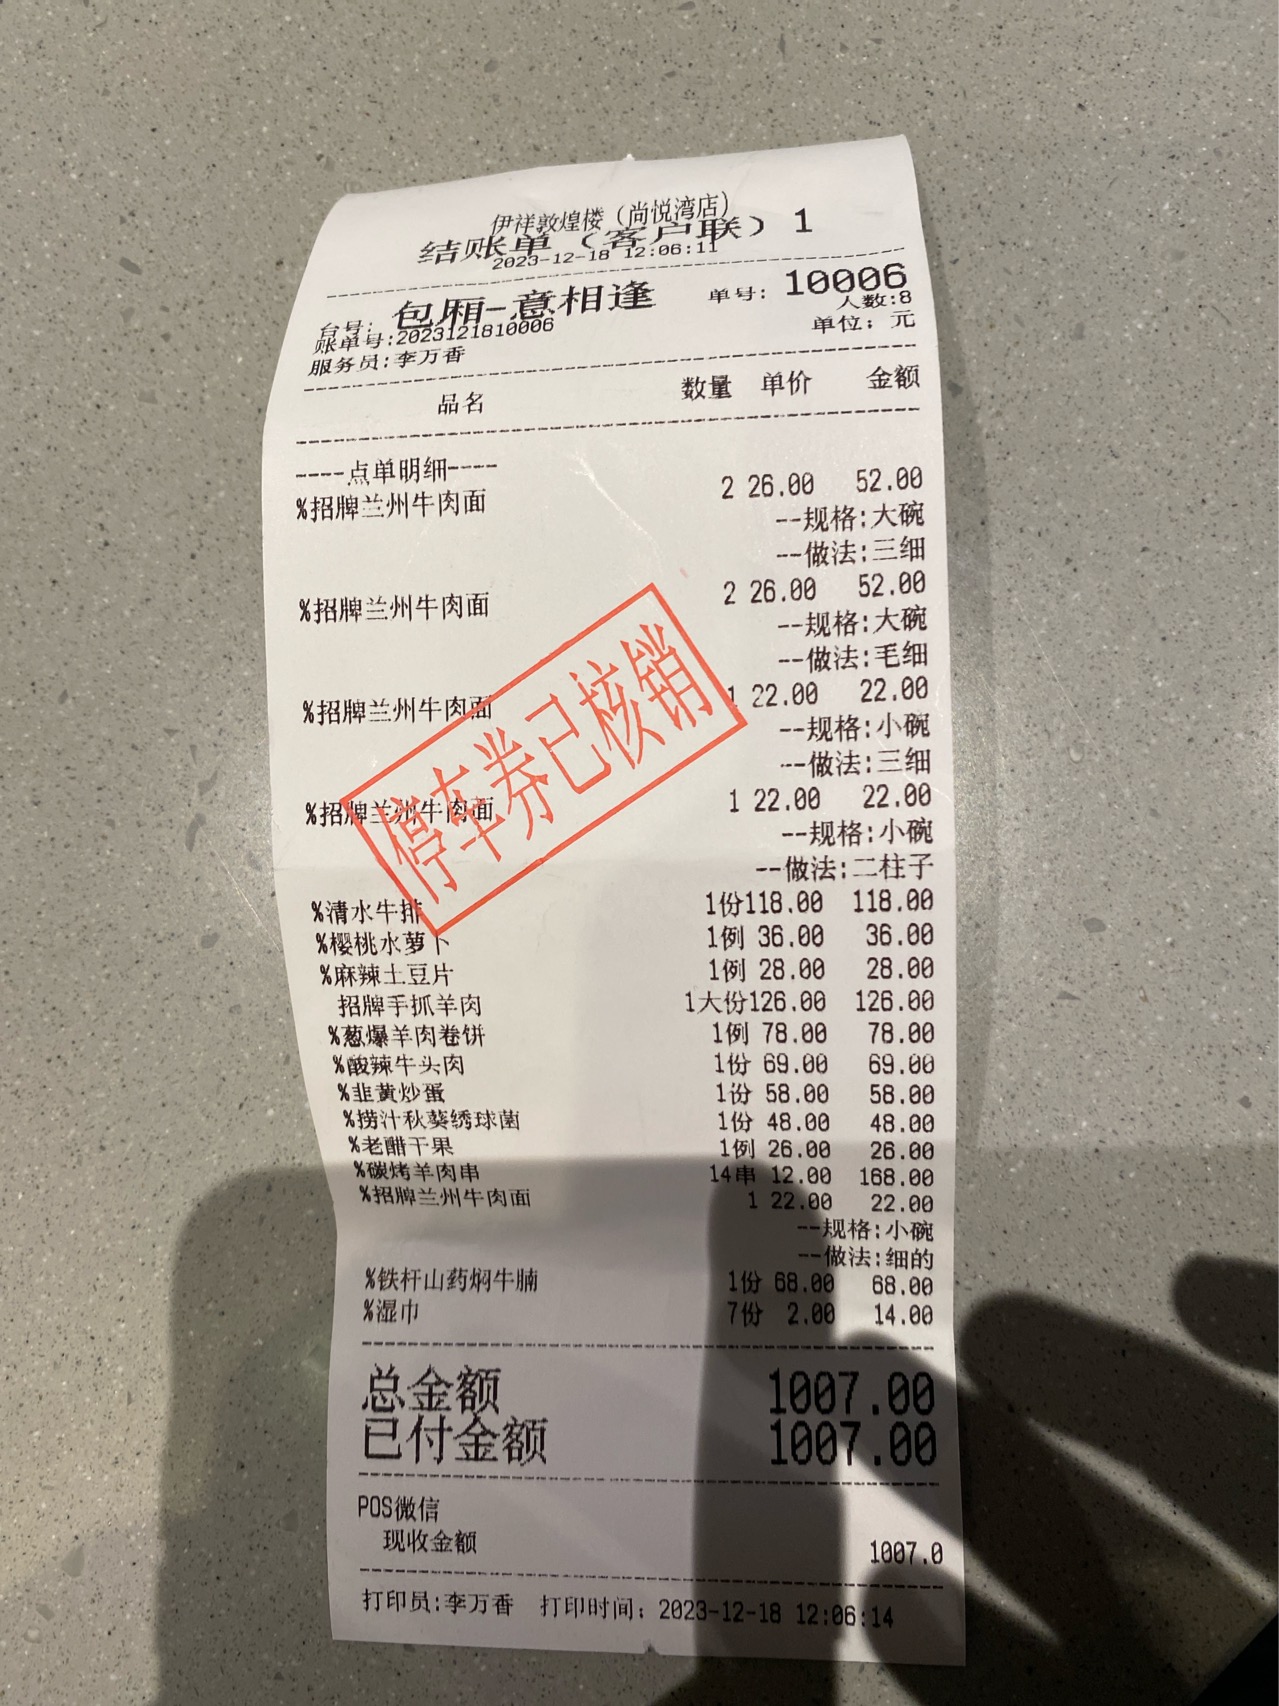 伊祥敦煌楼（尚悦湾店）
结账单（客户联）1
2023-12-18 12:06:11
台号: 包厢-意相逢 单号: 10006
账单号:2023121810006 人数:8
服务员:李万香 单位: 元
品名 数量 单价 金额
----点单明细----
%招牌兰州牛肉面 2 26.00 52.00
--规格:大碗
--做法:三细
%招牌兰州牛肉面 2 26.00 52.00
--规格:大碗
--做法:毛细
%招牌兰州牛肉面 1 22.00 22.00
--规格:小碗
--做法:三细
%招牌兰州牛肉面 1 22.00 22.00
--规格:小碗
--做法:二柱子
停车券已核销
%清水牛排 1份118.00 118.00
%樱桃水萝卜 1例 36.00 36.00
%麻辣土豆片 1例 28.00 28.00
招牌手抓羊肉 1大份126.00 126.00
%葱爆羊肉卷饼 1例 78.00 78.00
%酸辣牛头肉 1份 69.00 69.00
%韭黄炒蛋 1份 58.00 58.00
%捞汁秋葵绣球菌 1份 48.00 48.00
%老醋干果 1例 26.00 26.00
%碳烤羊肉串 14串 12.00 168.00
%招牌兰州牛肉面 1 22.00 22.00
--规格:小碗
--做法:细的
%铁杆山药焖牛腩 1份 68.00 68.00
%湿巾 7份 2.00 14.00
总金额 1007.00
已付金额 1007.00
POS微信
现收金额 1007.0
打印员:李万香 打印时间: 2023-12-18 12:06:14